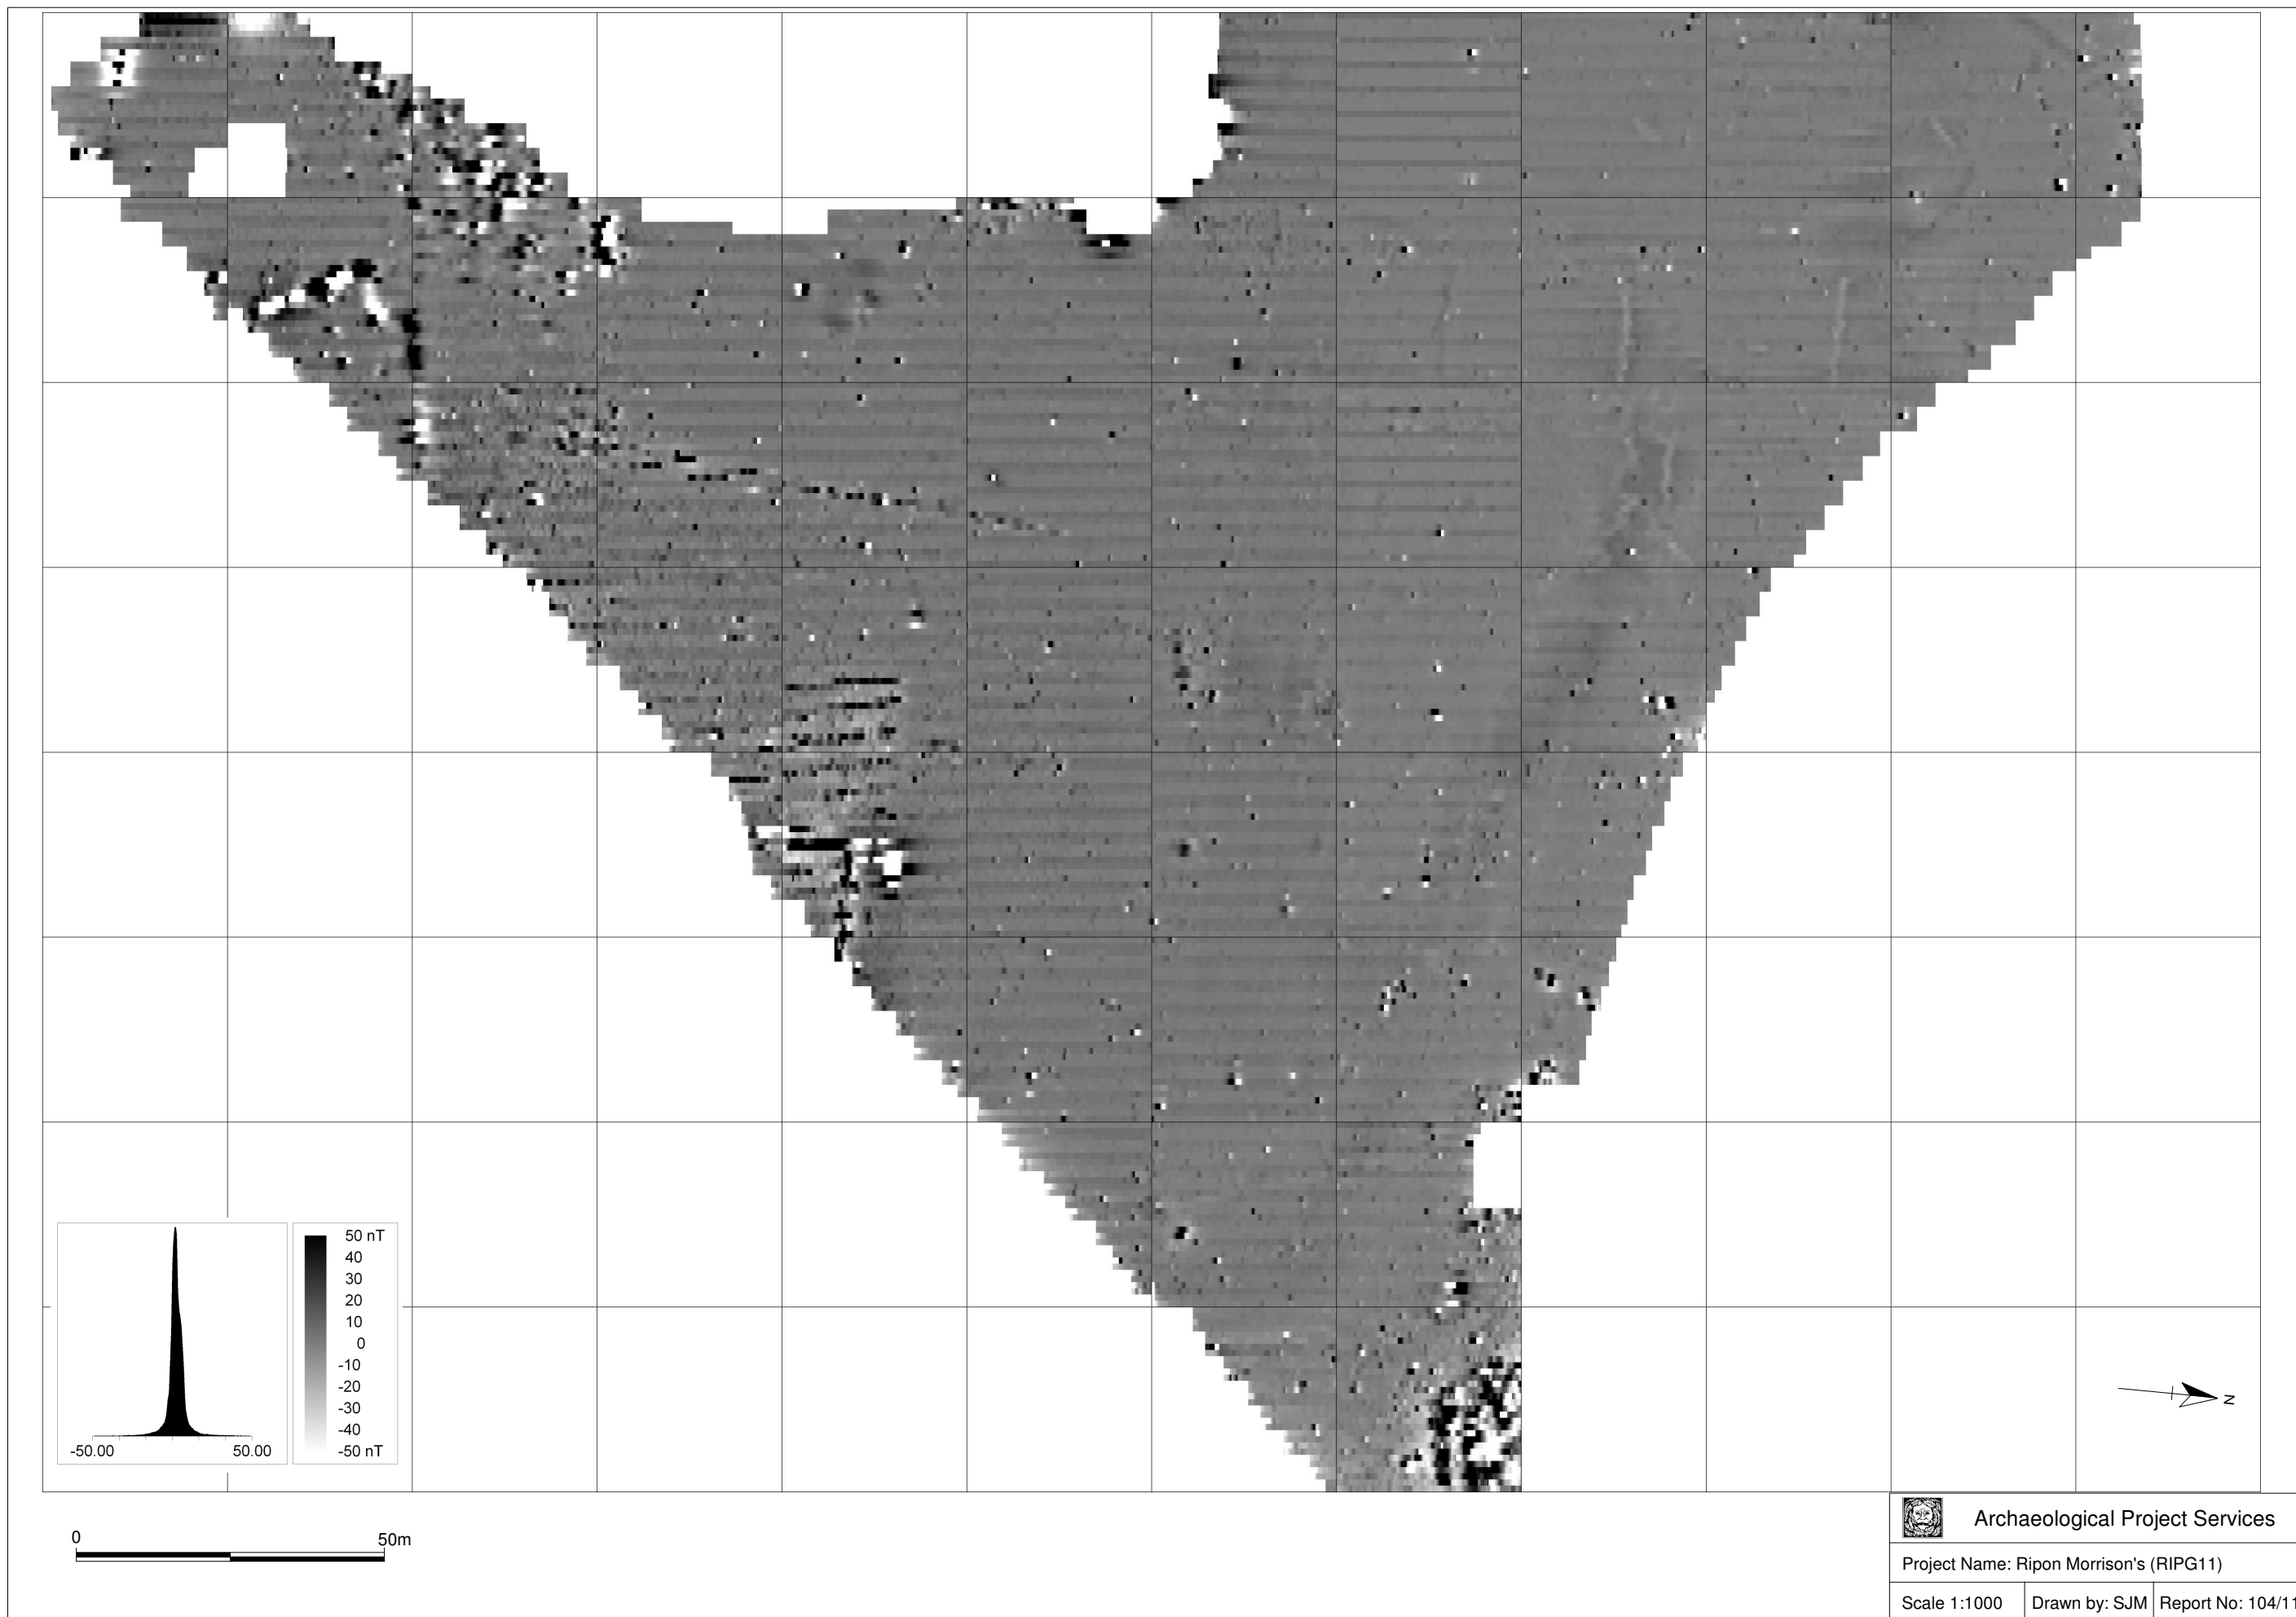 50 nT
40
30
20
10
0
-10
-20
-30
-40
-50 nT
-50.00 50.00
N
0 50m
Archaeological Project Services
Project Name: Ripon Morrison's (RIPG11)
Scale 1:1000 Drawn by: SJM Report No: 104/11